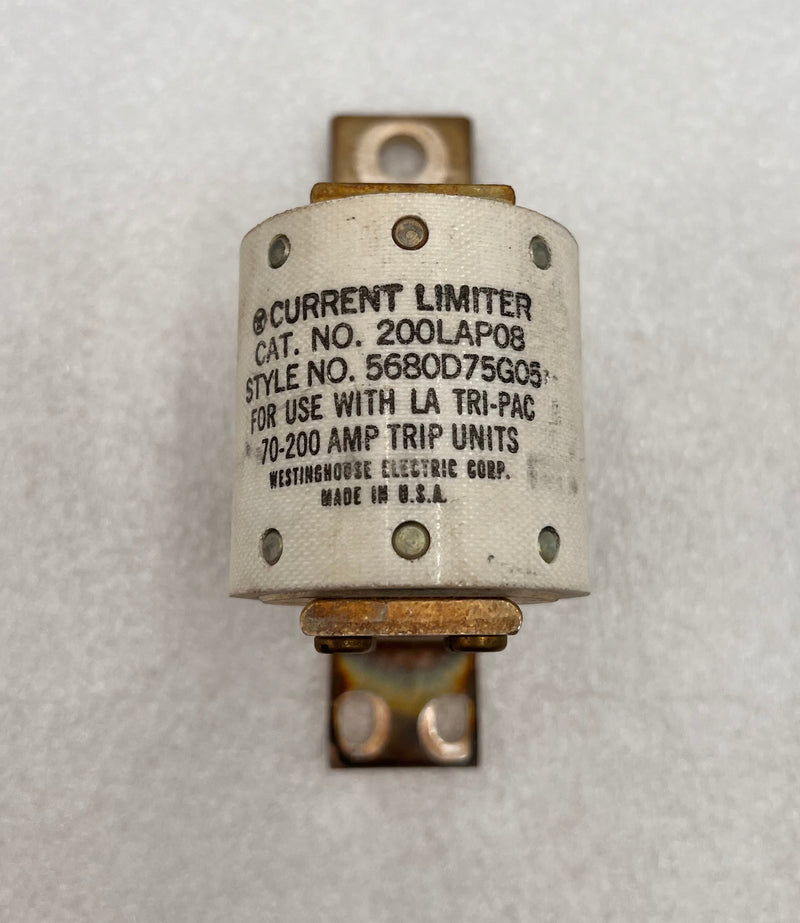 CURRENT LIMITER
CAT. NO. 200LAP08
STYLE NO. 5680D75G05
FOR USE WITH LA TRI-PAC
70-200 AMP TRIP UNITS
WESTINGHOUSE ELECTRIC CORP.
MADE IN U.S.A.